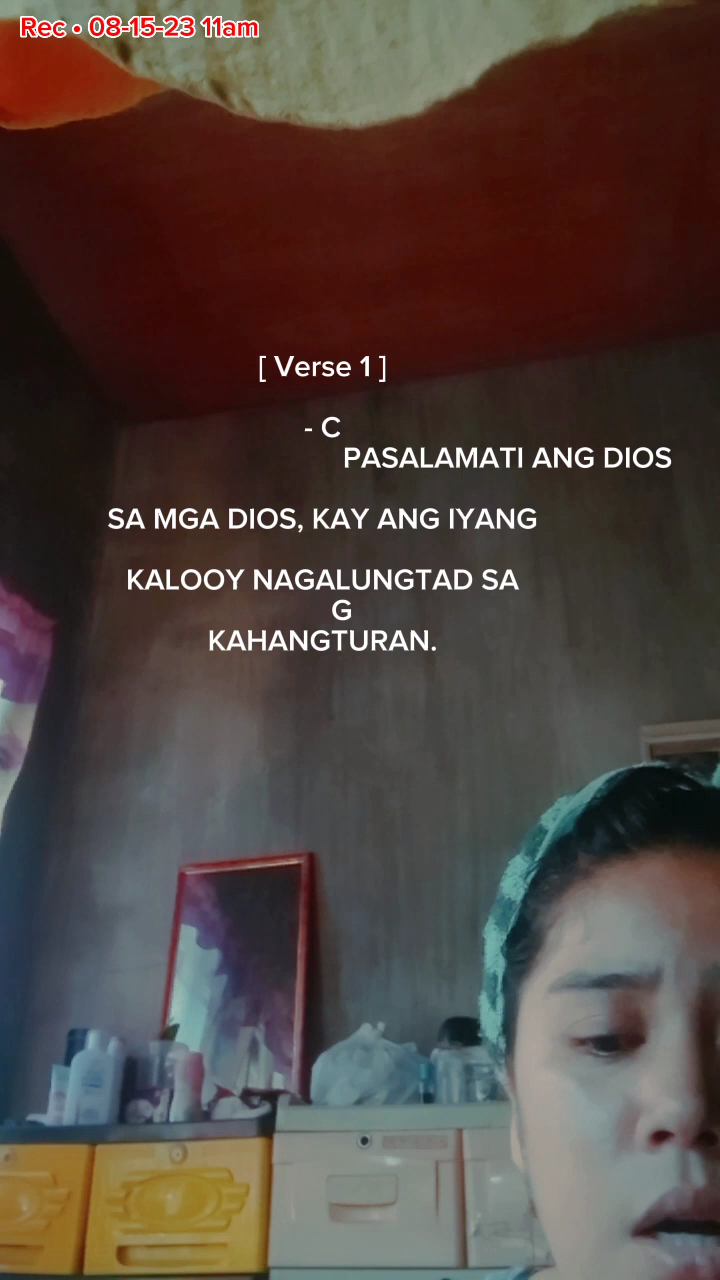 Rec • 08-15-23 11am
[ Verse 1 ]
- C
PASALAMATI ANG DIOS
SA MGA DIOS, KAY ANG IYANG
KALOOY NAGALUNGTAD SA
G
KAHANGTURAN.